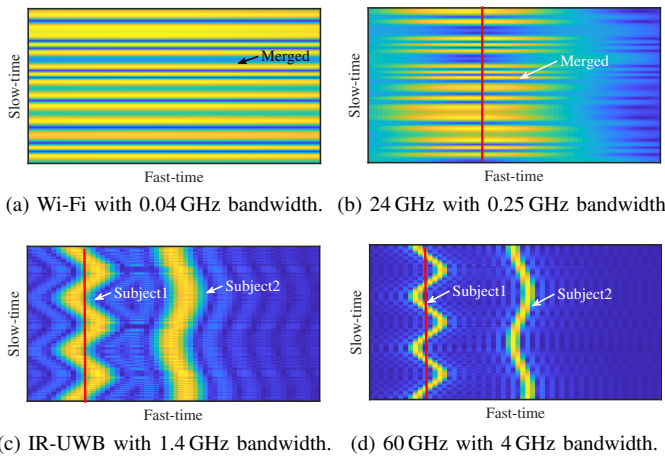 Slow-time
Merged
Fast-time
(a) Wi-Fi with 0.04 GHz bandwidth.
Slow-time
Merged
Fast-time
(b) 24 GHz with 0.25 GHz bandwidth
Slow-time
Subject1
Subject2
Fast-time
(c) IR-UWB with 1.4 GHz bandwidth.
Slow-time
Subject1
Subject2
Fast-time
(d) 60 GHz with 4 GHz bandwidth.